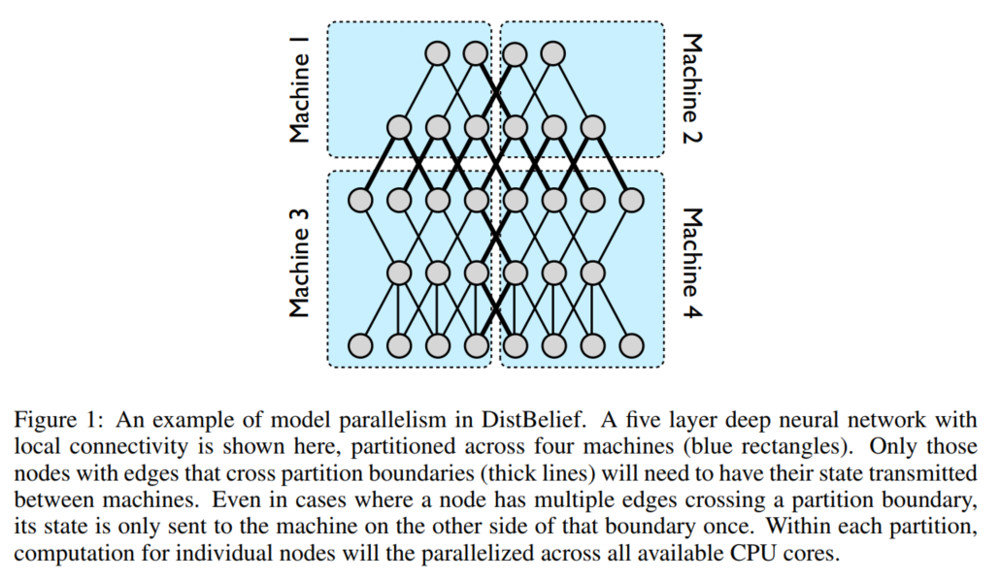 Machine 1
Machine 2
Machine 3
Machine 4
Figure 1: An example of model parallelism in DistBelief. A five layer deep neural network with
local connectivity is shown here, partitioned across four machines (blue rectangles). Only those
nodes with edges that cross partition boundaries (thick lines) will need to have their state transmitted
between machines. Even in cases where a node has multiple edges crossing a partition boundary,
its state is only sent to the machine on the other side of that boundary once. Within each partition,
computation for individual nodes will the parallelized across all available CPU cores.